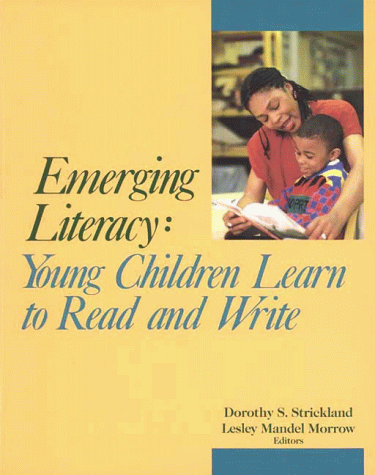 Emerging
Literacy:
Young Children Learn
to Read and Write
Dorothy S. Strickland
Lesley Mandel Morrow
Editors